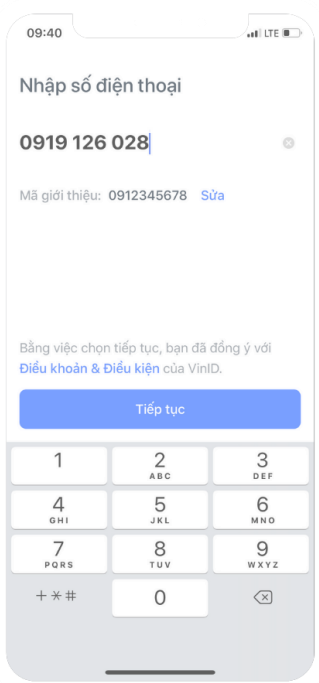 09:40 LTE
Nhập số điện thoại
0919 126 028
Mã giới thiệu: 0912345678 Sửa
Bằng việc chọn tiếp tục, bạn đã đồng ý với
Điều khoản & Điều kiện của VinID.
Tiếp tục
1 2 3
ABC DEF
4 5 6
GHI JKL MNO
7 8 9
PQRS TUV WXYZ
+*# 0